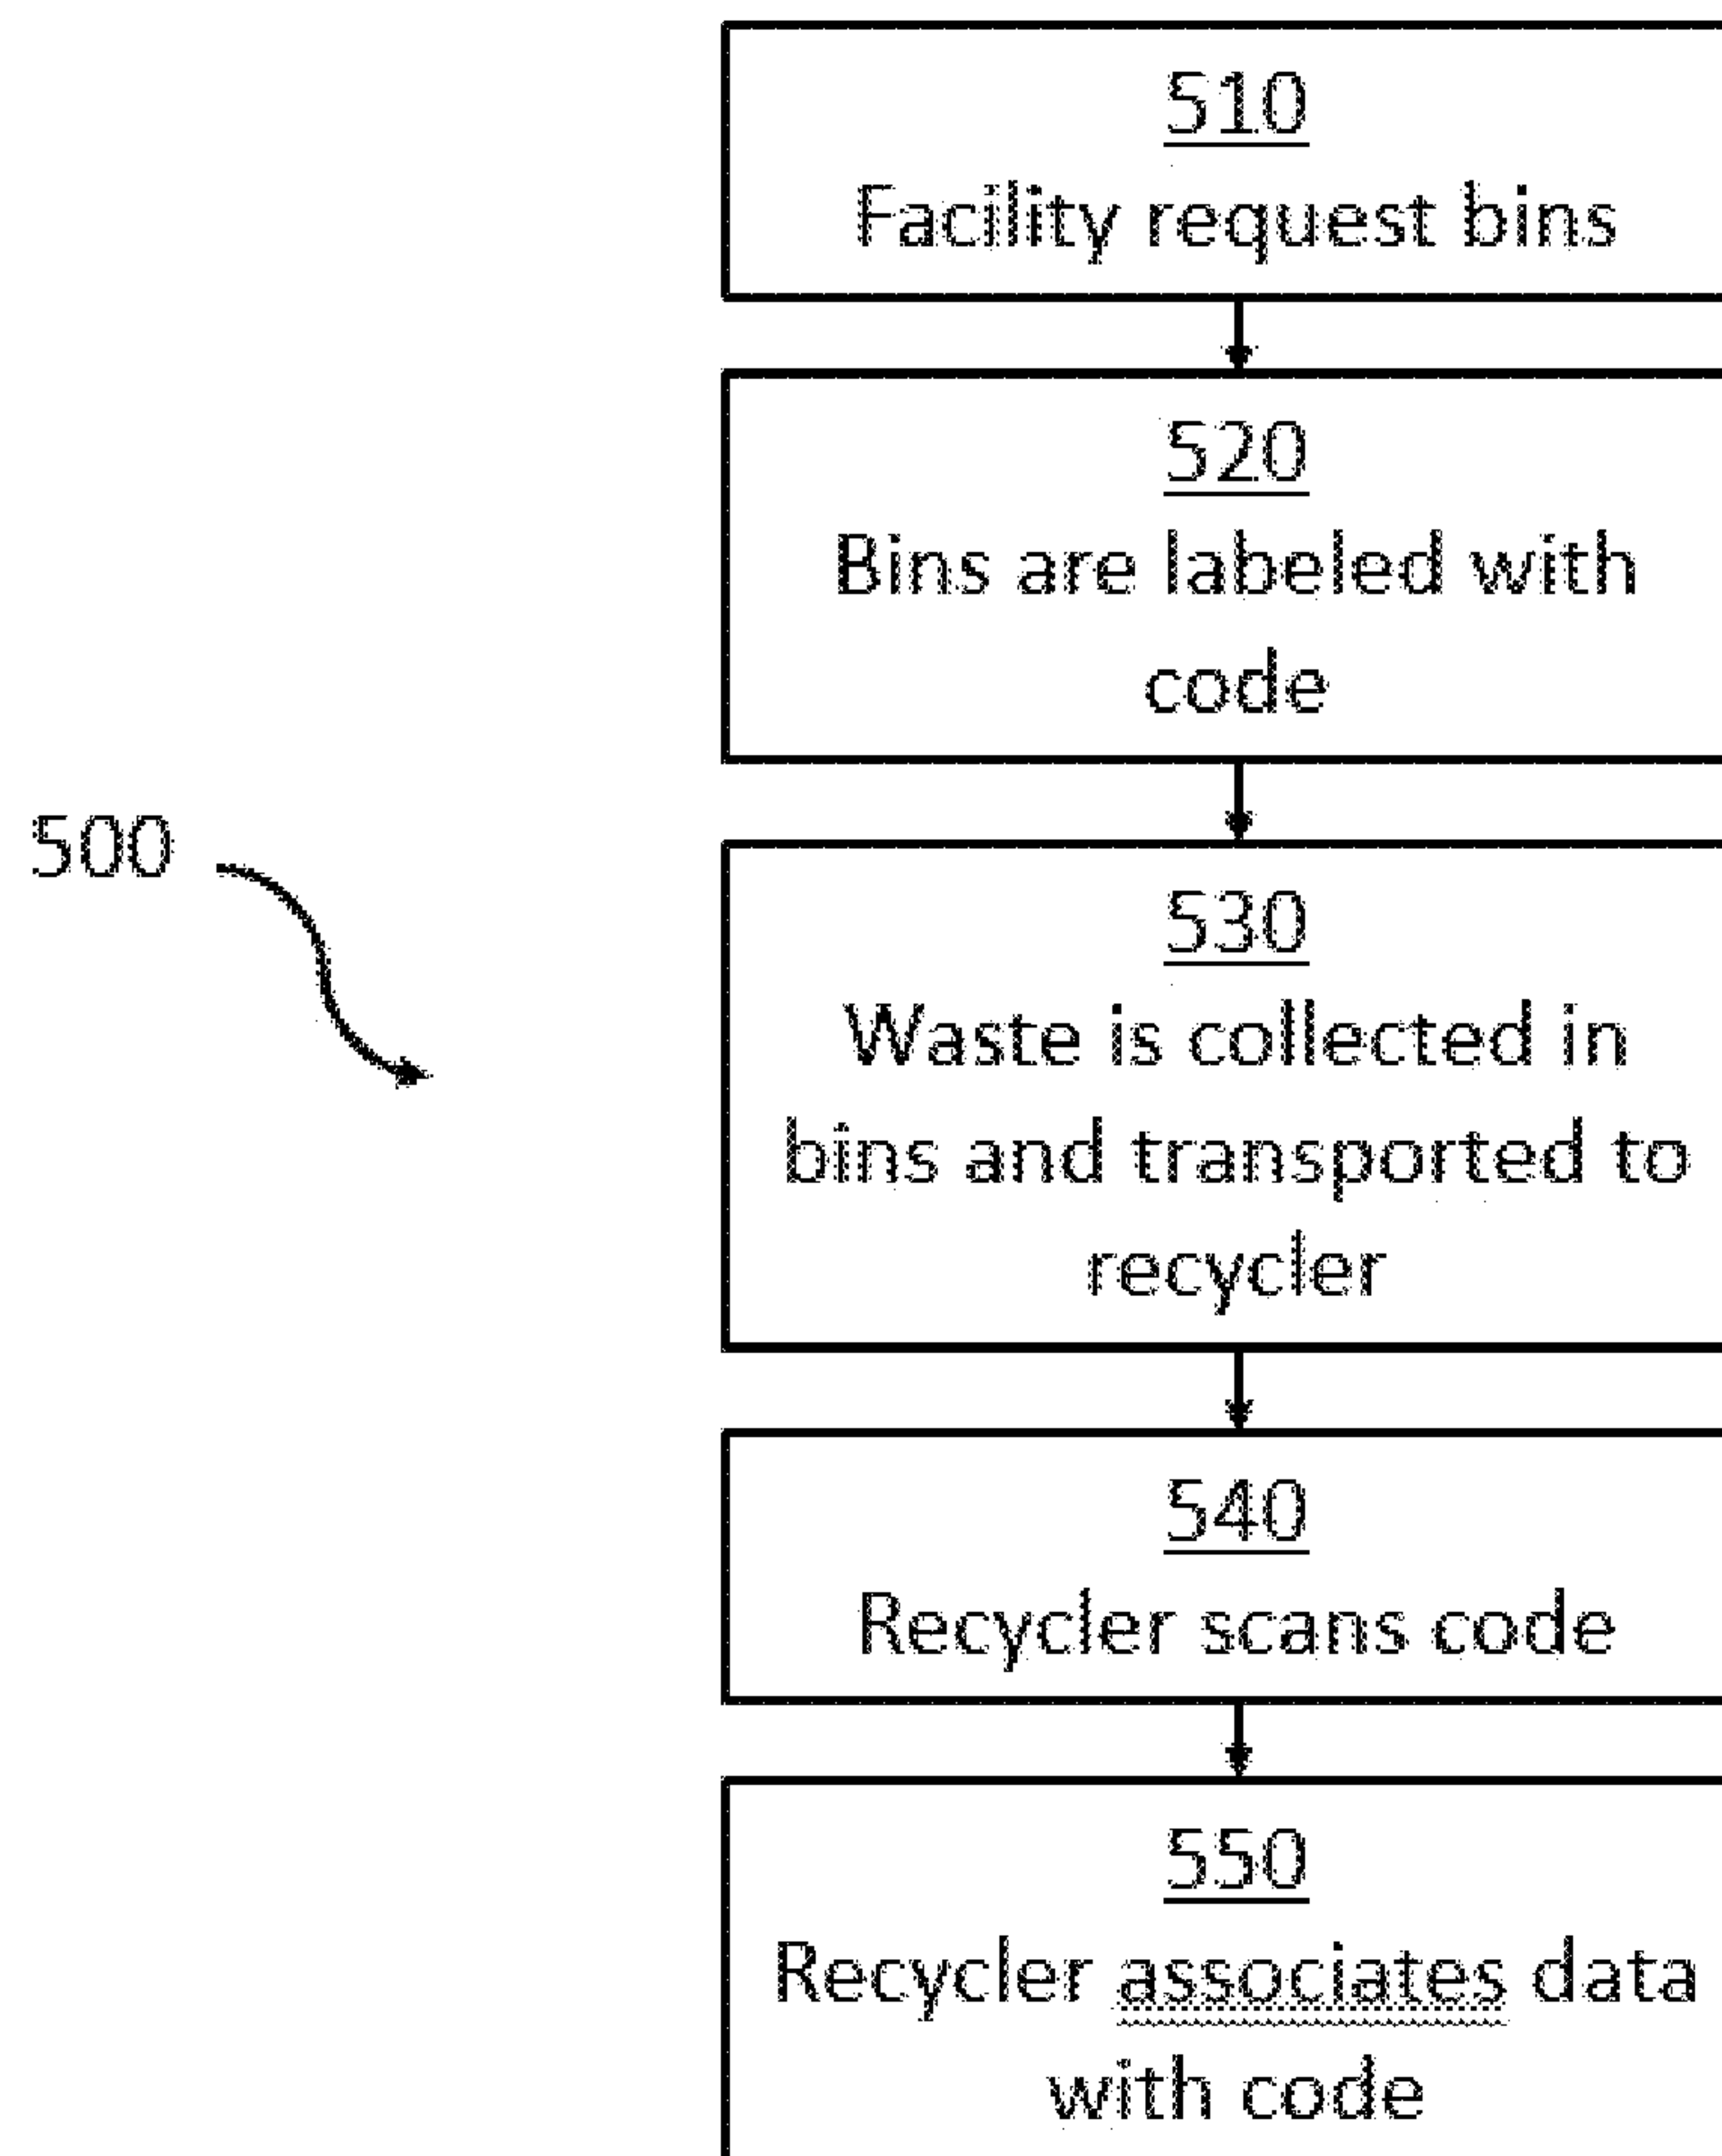 510
Facility request bins
520
Bins are labeled with
code
500
530
Waste is collected in
bins and transported to
recycler
540
Recycler scans code
550
Recycler associates data
with code